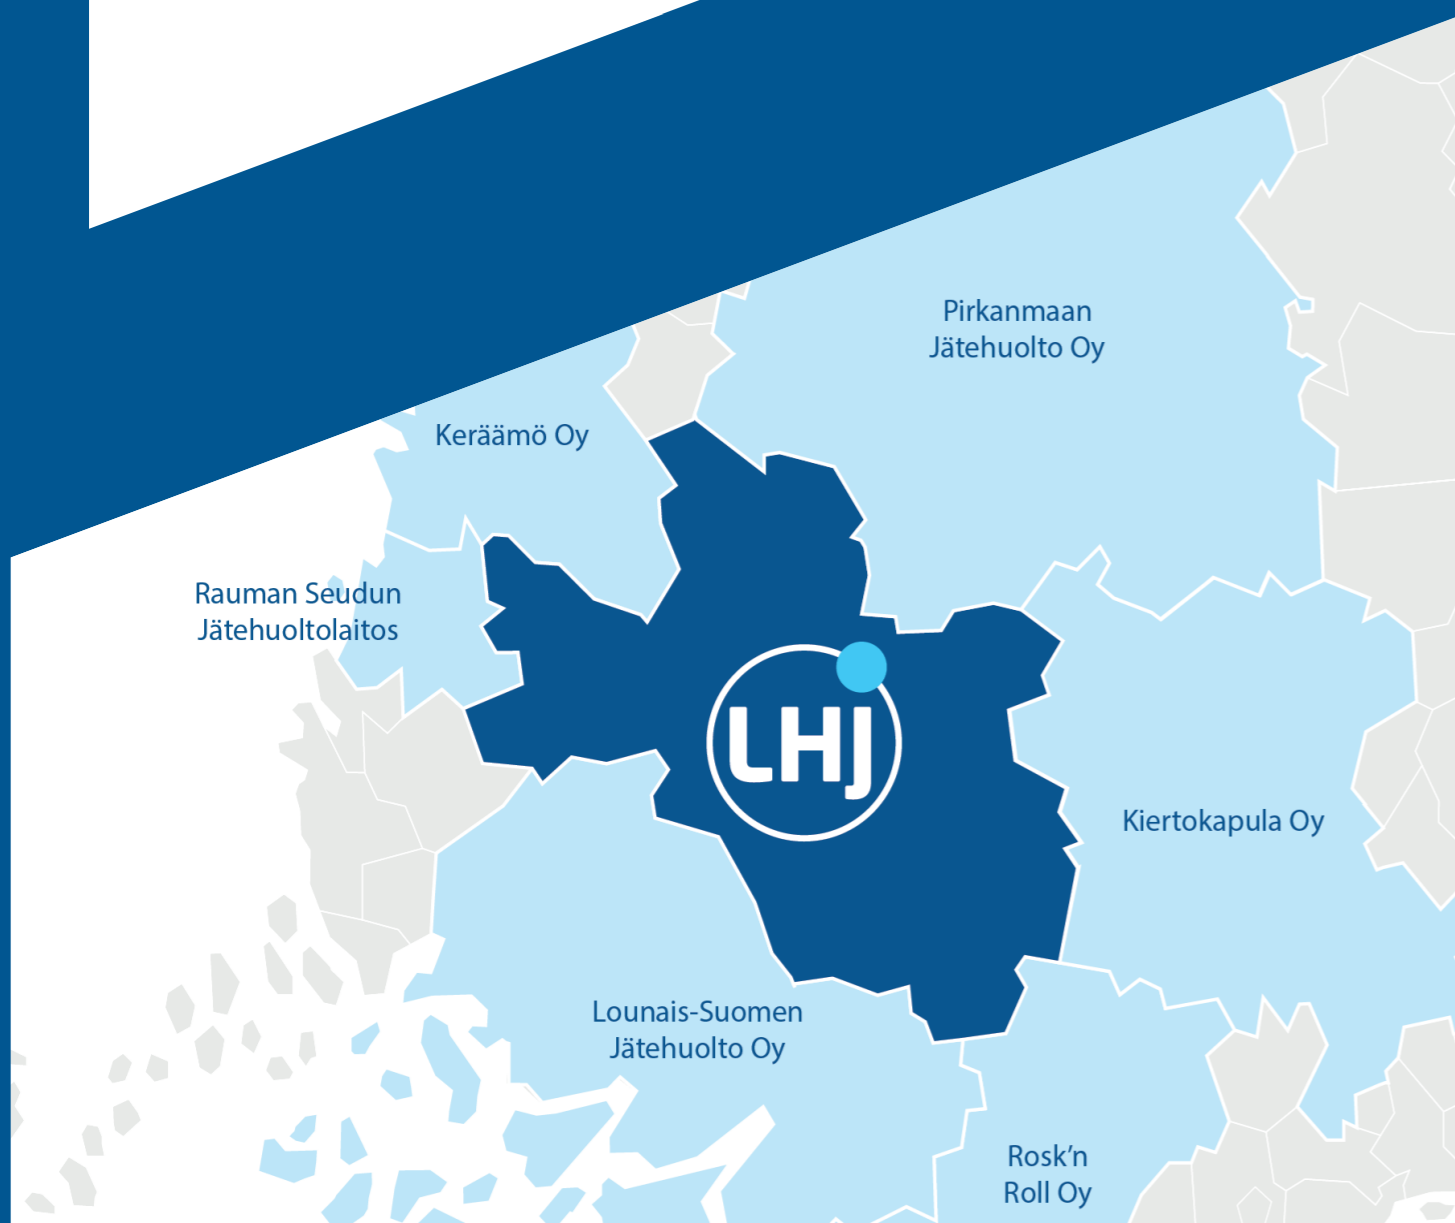 Pirkanmaan
Jätehuolto Oy
Keräämö Oy
Rauman Seudun
Jätehuoltolaitos
LHJ
Kiertokapula Oy
Lounais-Suomen
Jätehuolto Oy
Rosk’n
Roll Oy